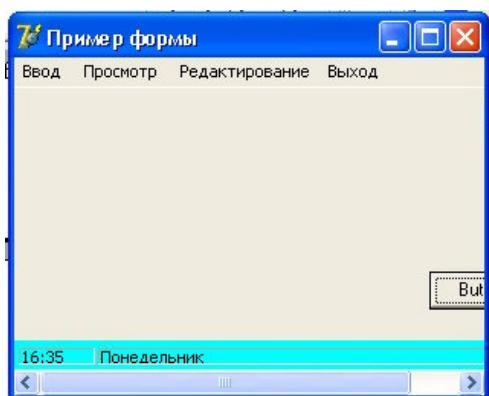 Пример формы
Ввод Просмотр Редактирование Выход
But
16:35 Понедельник